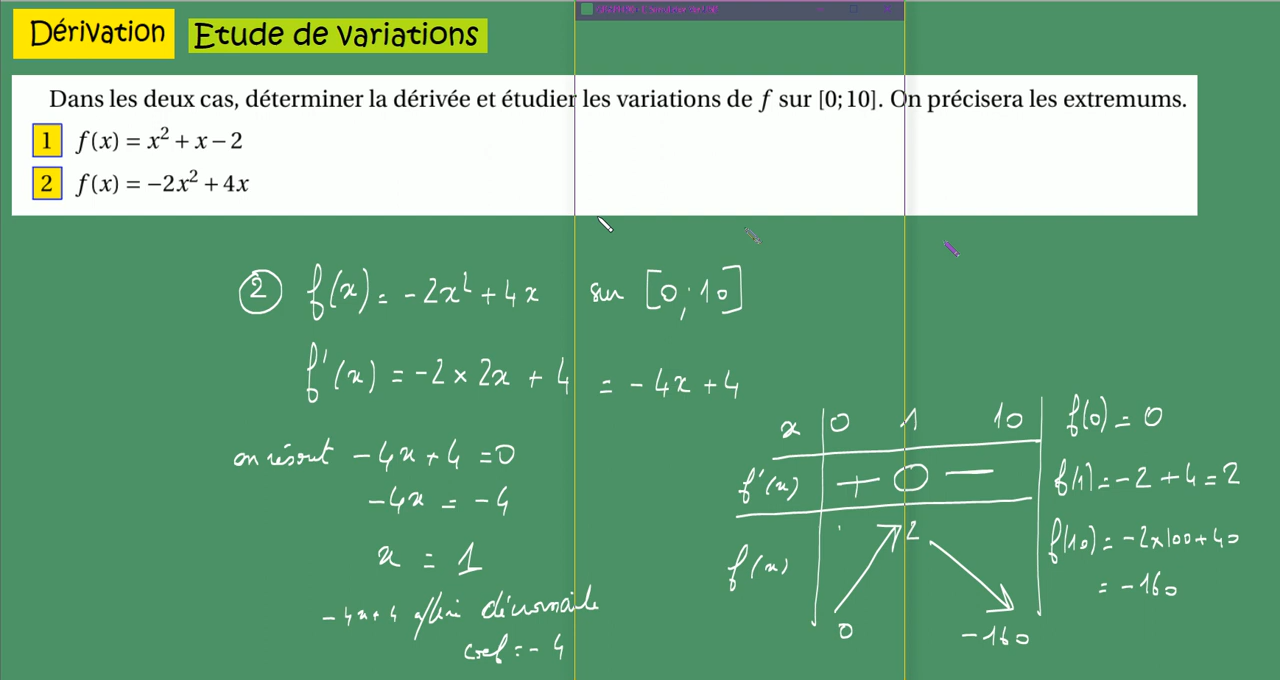 Dérivation Etude de variations
Dans les deux cas, déterminer la dérivée et étudier les variations de f sur [0;10]. On précisera les extremums.
1 f(x) = x² + x − 2
2 f(x) = −2x² + 4x
② f(x) = -2x² + 4x sur [0;10]
f'(x) = -2 × 2x + 4 = -4x + 4
on résout -4x + 4 = 0
-4x = -4
x = 1
-4x+4 affine
coef = -4
x 0 1 10
f'(x) + 0 −
f(x) 0 2 -160
f(0) = 0
f(1) = -2 + 4 = 2
f(10) = -2×100+40
= -160